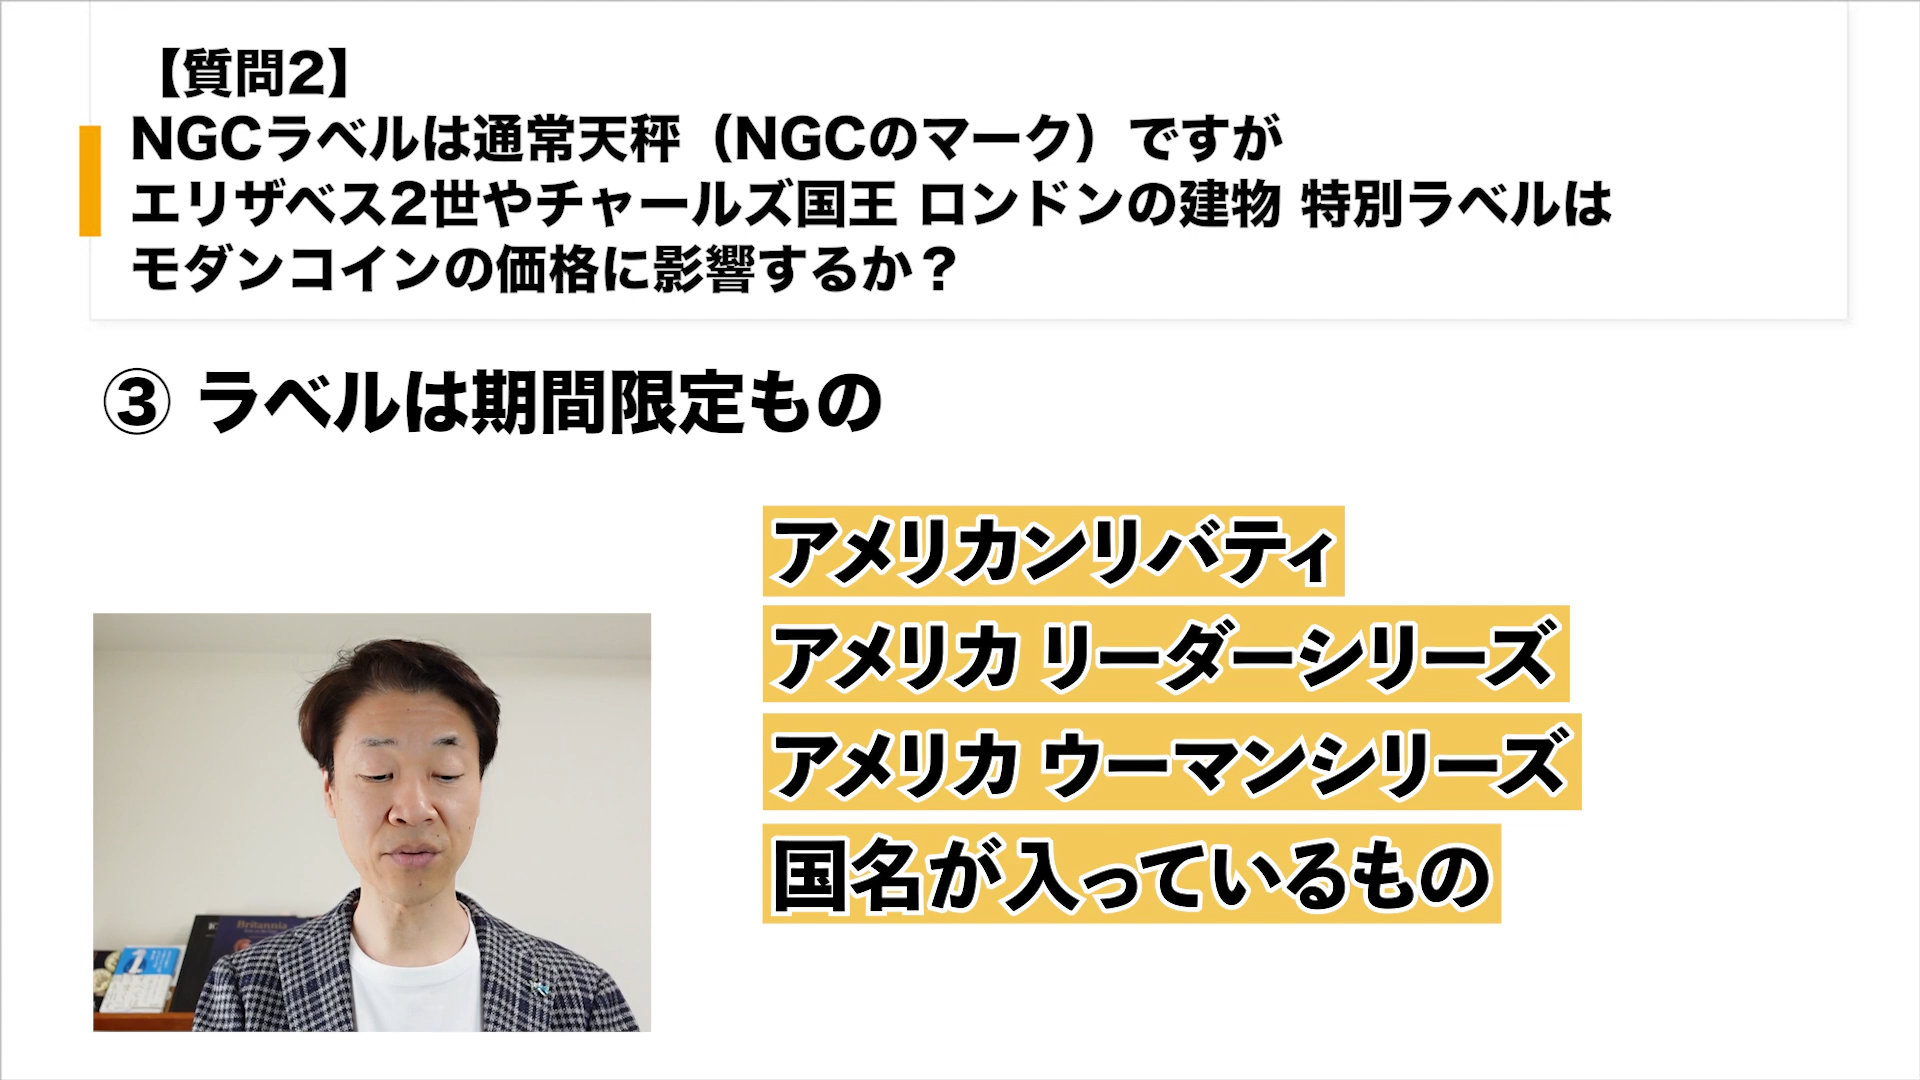 【質問2】
NGCラベルは通常天秤（NGCのマーク）ですが
エリザベス2世やチャールズ国王 ロンドンの建物 特別ラベルは
モダンコインの価格に影響するか？
③ ラベルは期間限定もの
アメリカンリバティ
アメリカ リーダーシリーズ
アメリカ ウーマンシリーズ
国名が入っているもの
Britannia